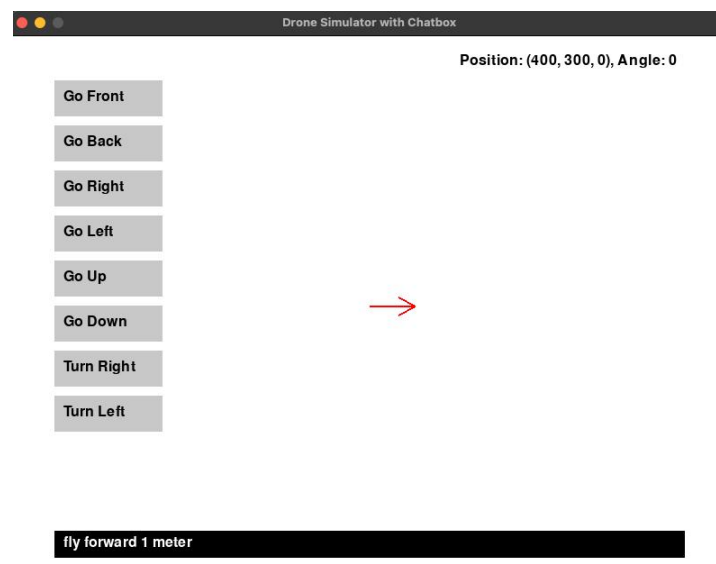 Drone Simulator with Chatbox
Position: (400, 300, 0), Angle: 0
Go Front
Go Back
Go Right
Go Left
Go Up
Go Down
Turn Right
Turn Left
fly forward 1 meter